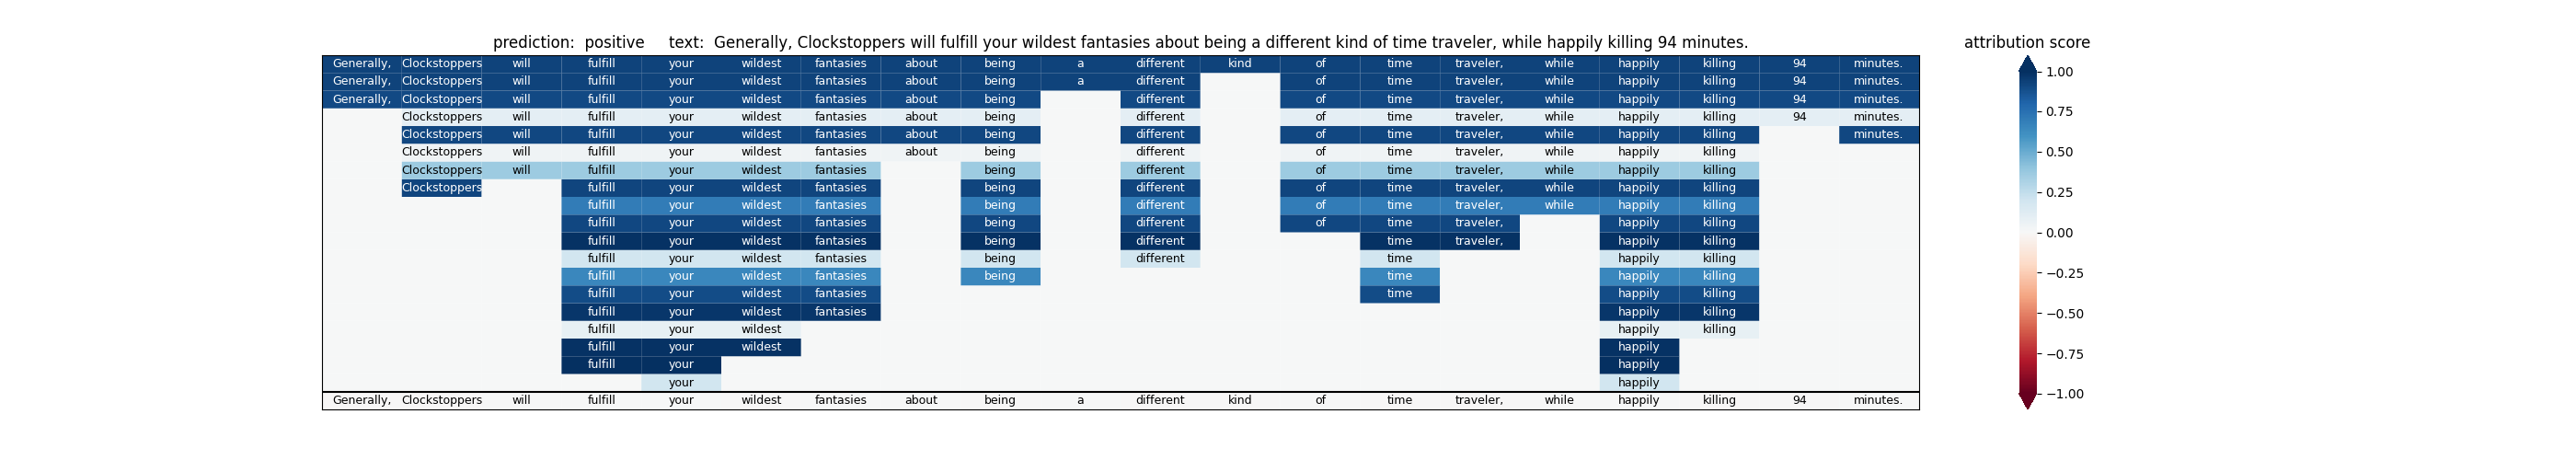 prediction:  positive     text:  Generally, Clockstoppers will fulfill your wildest fantasies about being a different kind of time traveler, while happily killing 94 minutes.
attribution score
Generally, Clockstoppers will fulfill your wildest fantasies about being a different kind of time traveler, while happily killing 94 minutes.
Generally, Clockstoppers will fulfill your wildest fantasies about being a different of time traveler, while happily killing 94 minutes.
Generally, Clockstoppers will fulfill your wildest fantasies about being different of time traveler, while happily killing 94 minutes.
Clockstoppers will fulfill your wildest fantasies about being different of time traveler, while happily killing 94 minutes.
Clockstoppers will fulfill your wildest fantasies about being different of time traveler, while happily killing minutes.
Clockstoppers will fulfill your wildest fantasies about being different of time traveler, while happily killing
Clockstoppers will fulfill your wildest fantasies being different of time traveler, while happily killing
Clockstoppers fulfill your wildest fantasies being different of time traveler, while happily killing
fulfill your wildest fantasies being different of time traveler, while happily killing
fulfill your wildest fantasies being different of time traveler, happily killing
fulfill your wildest fantasies being different time traveler, happily killing
fulfill your wildest fantasies being different time happily killing
fulfill your wildest fantasies being time happily killing
fulfill your wildest fantasies time happily killing
fulfill your wildest fantasies happily killing
fulfill your wildest happily killing
fulfill your wildest happily
fulfill your happily
your happily
Generally, Clockstoppers will fulfill your wildest fantasies about being a different kind of time traveler, while happily killing 94 minutes.
1.00
0.75
0.50
0.25
0.00
−0.25
−0.50
−0.75
−1.00